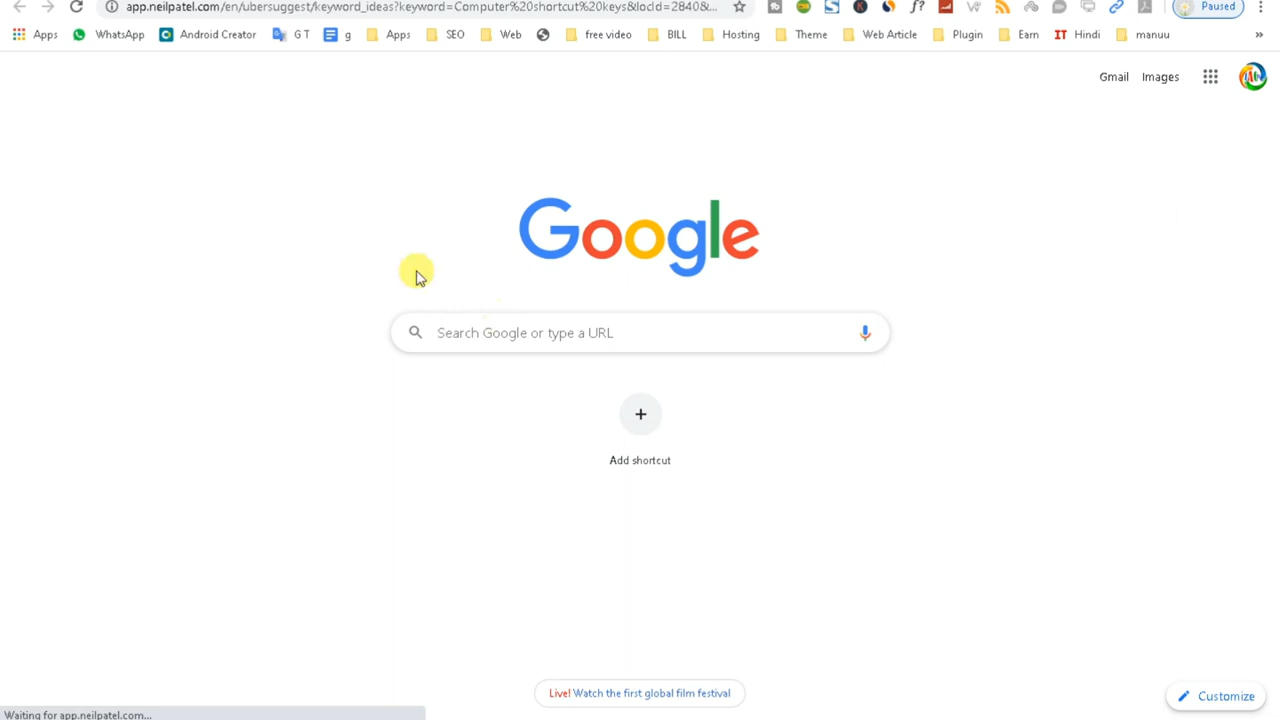 app.neilpatel.com/en/ubersuggest/keyword_ideas?keyword=Computer%20shortcut%20keys&locId=2840&... Paused
Apps WhatsApp Android Creator G T g Apps SEO Web free video BILL Hosting Theme Web Article Plugin Earn IT Hindi manuu »
Gmail Images
Google
Search Google or type a URL
Add shortcut
Live! Watch the first global film festival
Customize
Waiting for app.neilpatel.com...